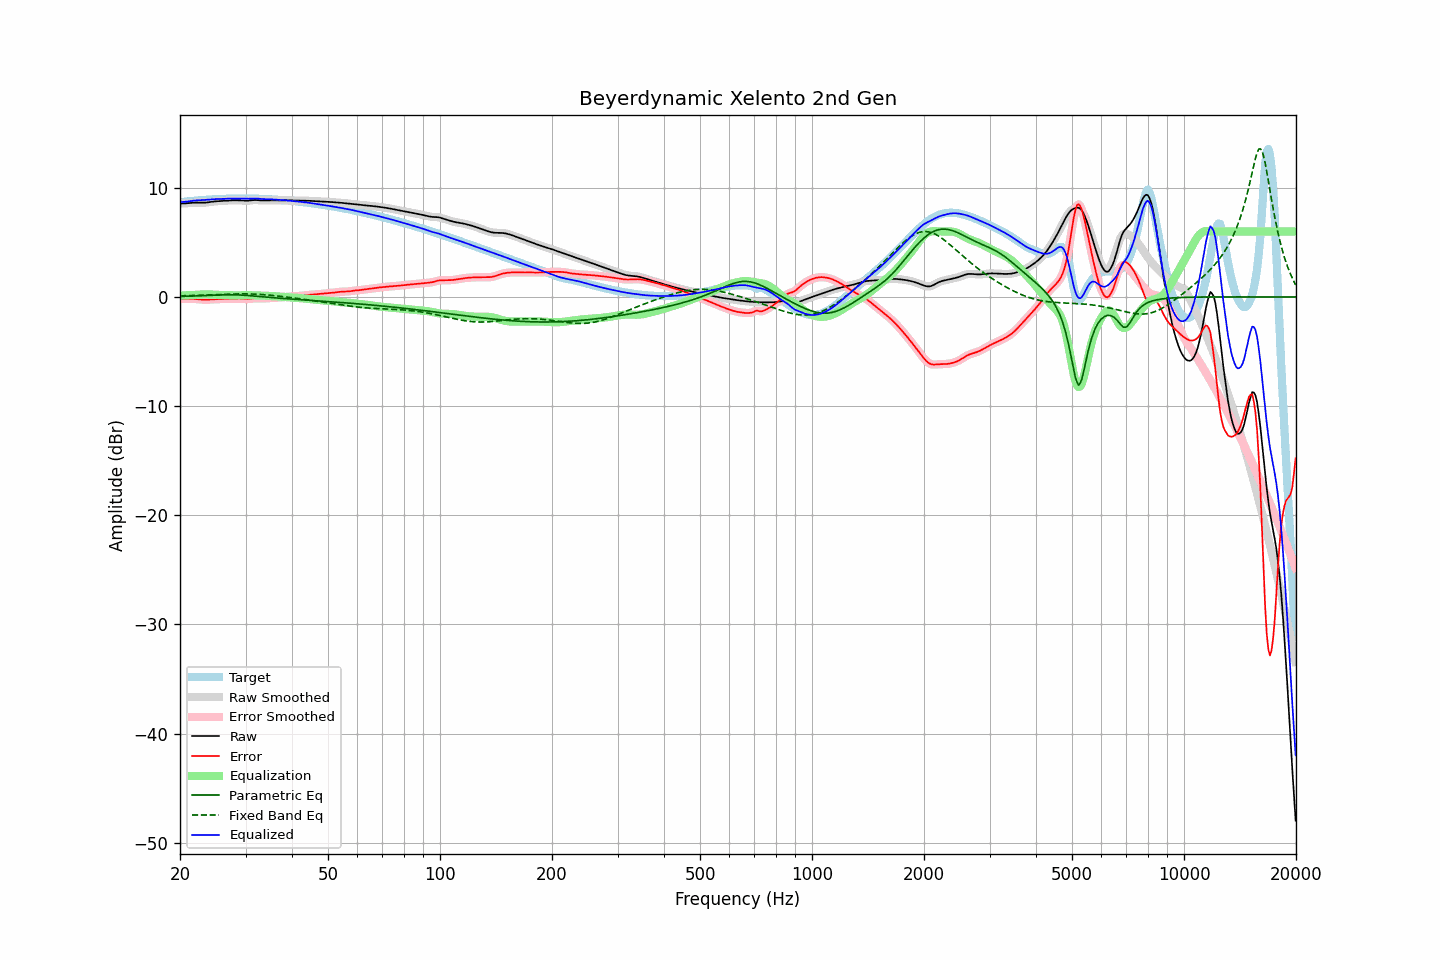 Beyerdynamic Xelento 2nd Gen
10
0
−10
−20
−30
−40
−50
Amplitude (dBr)
Target
Raw Smoothed
Error Smoothed
Raw
Error
Equalization
Parametric Eq
Fixed Band Eq
Equalized
20 50 100 200 500 1000 2000 5000 10000 20000
Frequency (Hz)